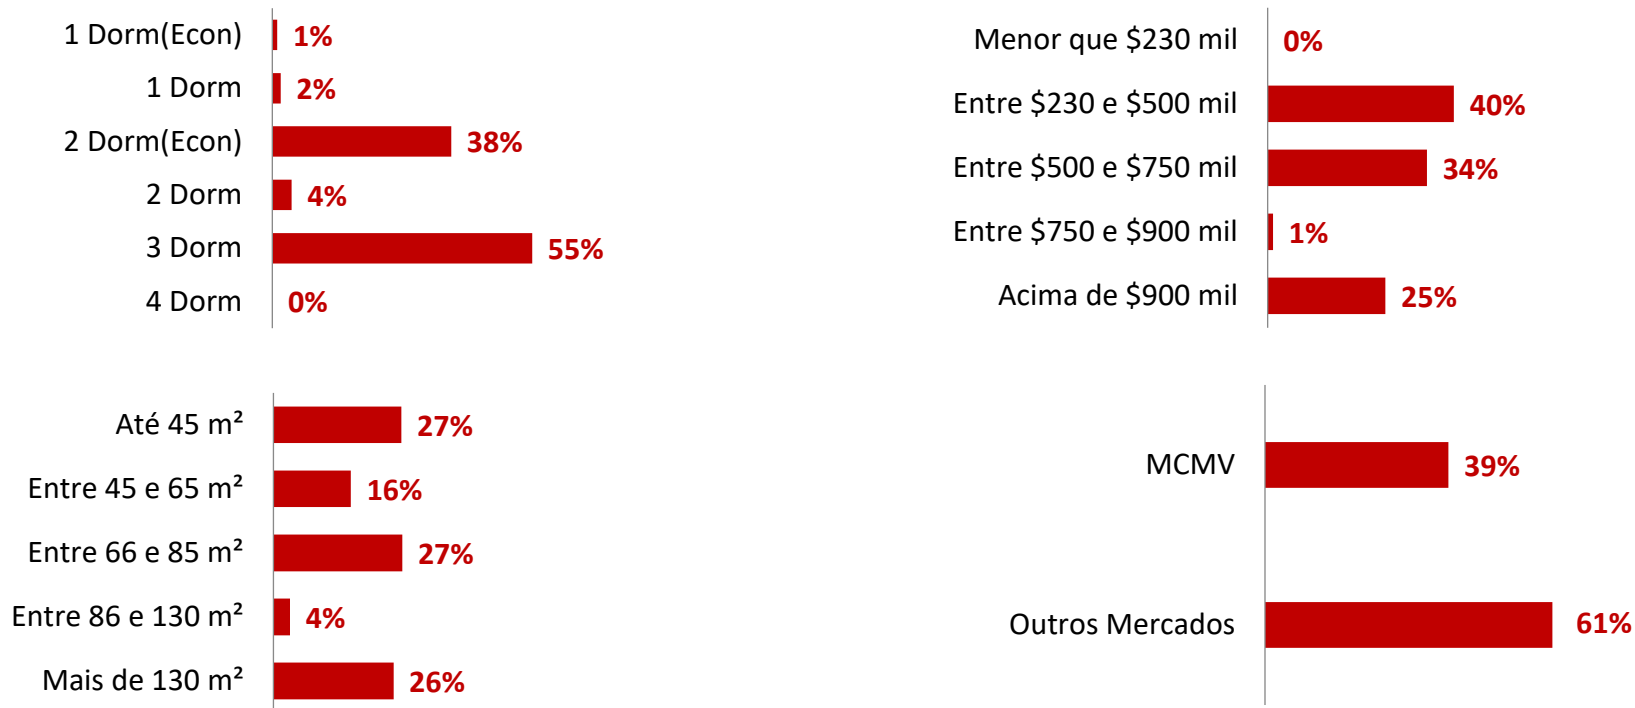 1 Dorm(Econ) 1%
1 Dorm 2%
2 Dorm(Econ) 38%
2 Dorm 4%
3 Dorm 55%
4 Dorm 0%
Menor que $230 mil 0%
Entre $230 e $500 mil 40%
Entre $500 e $750 mil 34%
Entre $750 e $900 mil 1%
Acima de $900 mil 25%
Até 45 m² 27%
Entre 45 e 65 m² 16%
Entre 66 e 85 m² 27%
Entre 86 e 130 m² 4%
Mais de 130 m² 26%
MCMV 39%
Outros Mercados 61%